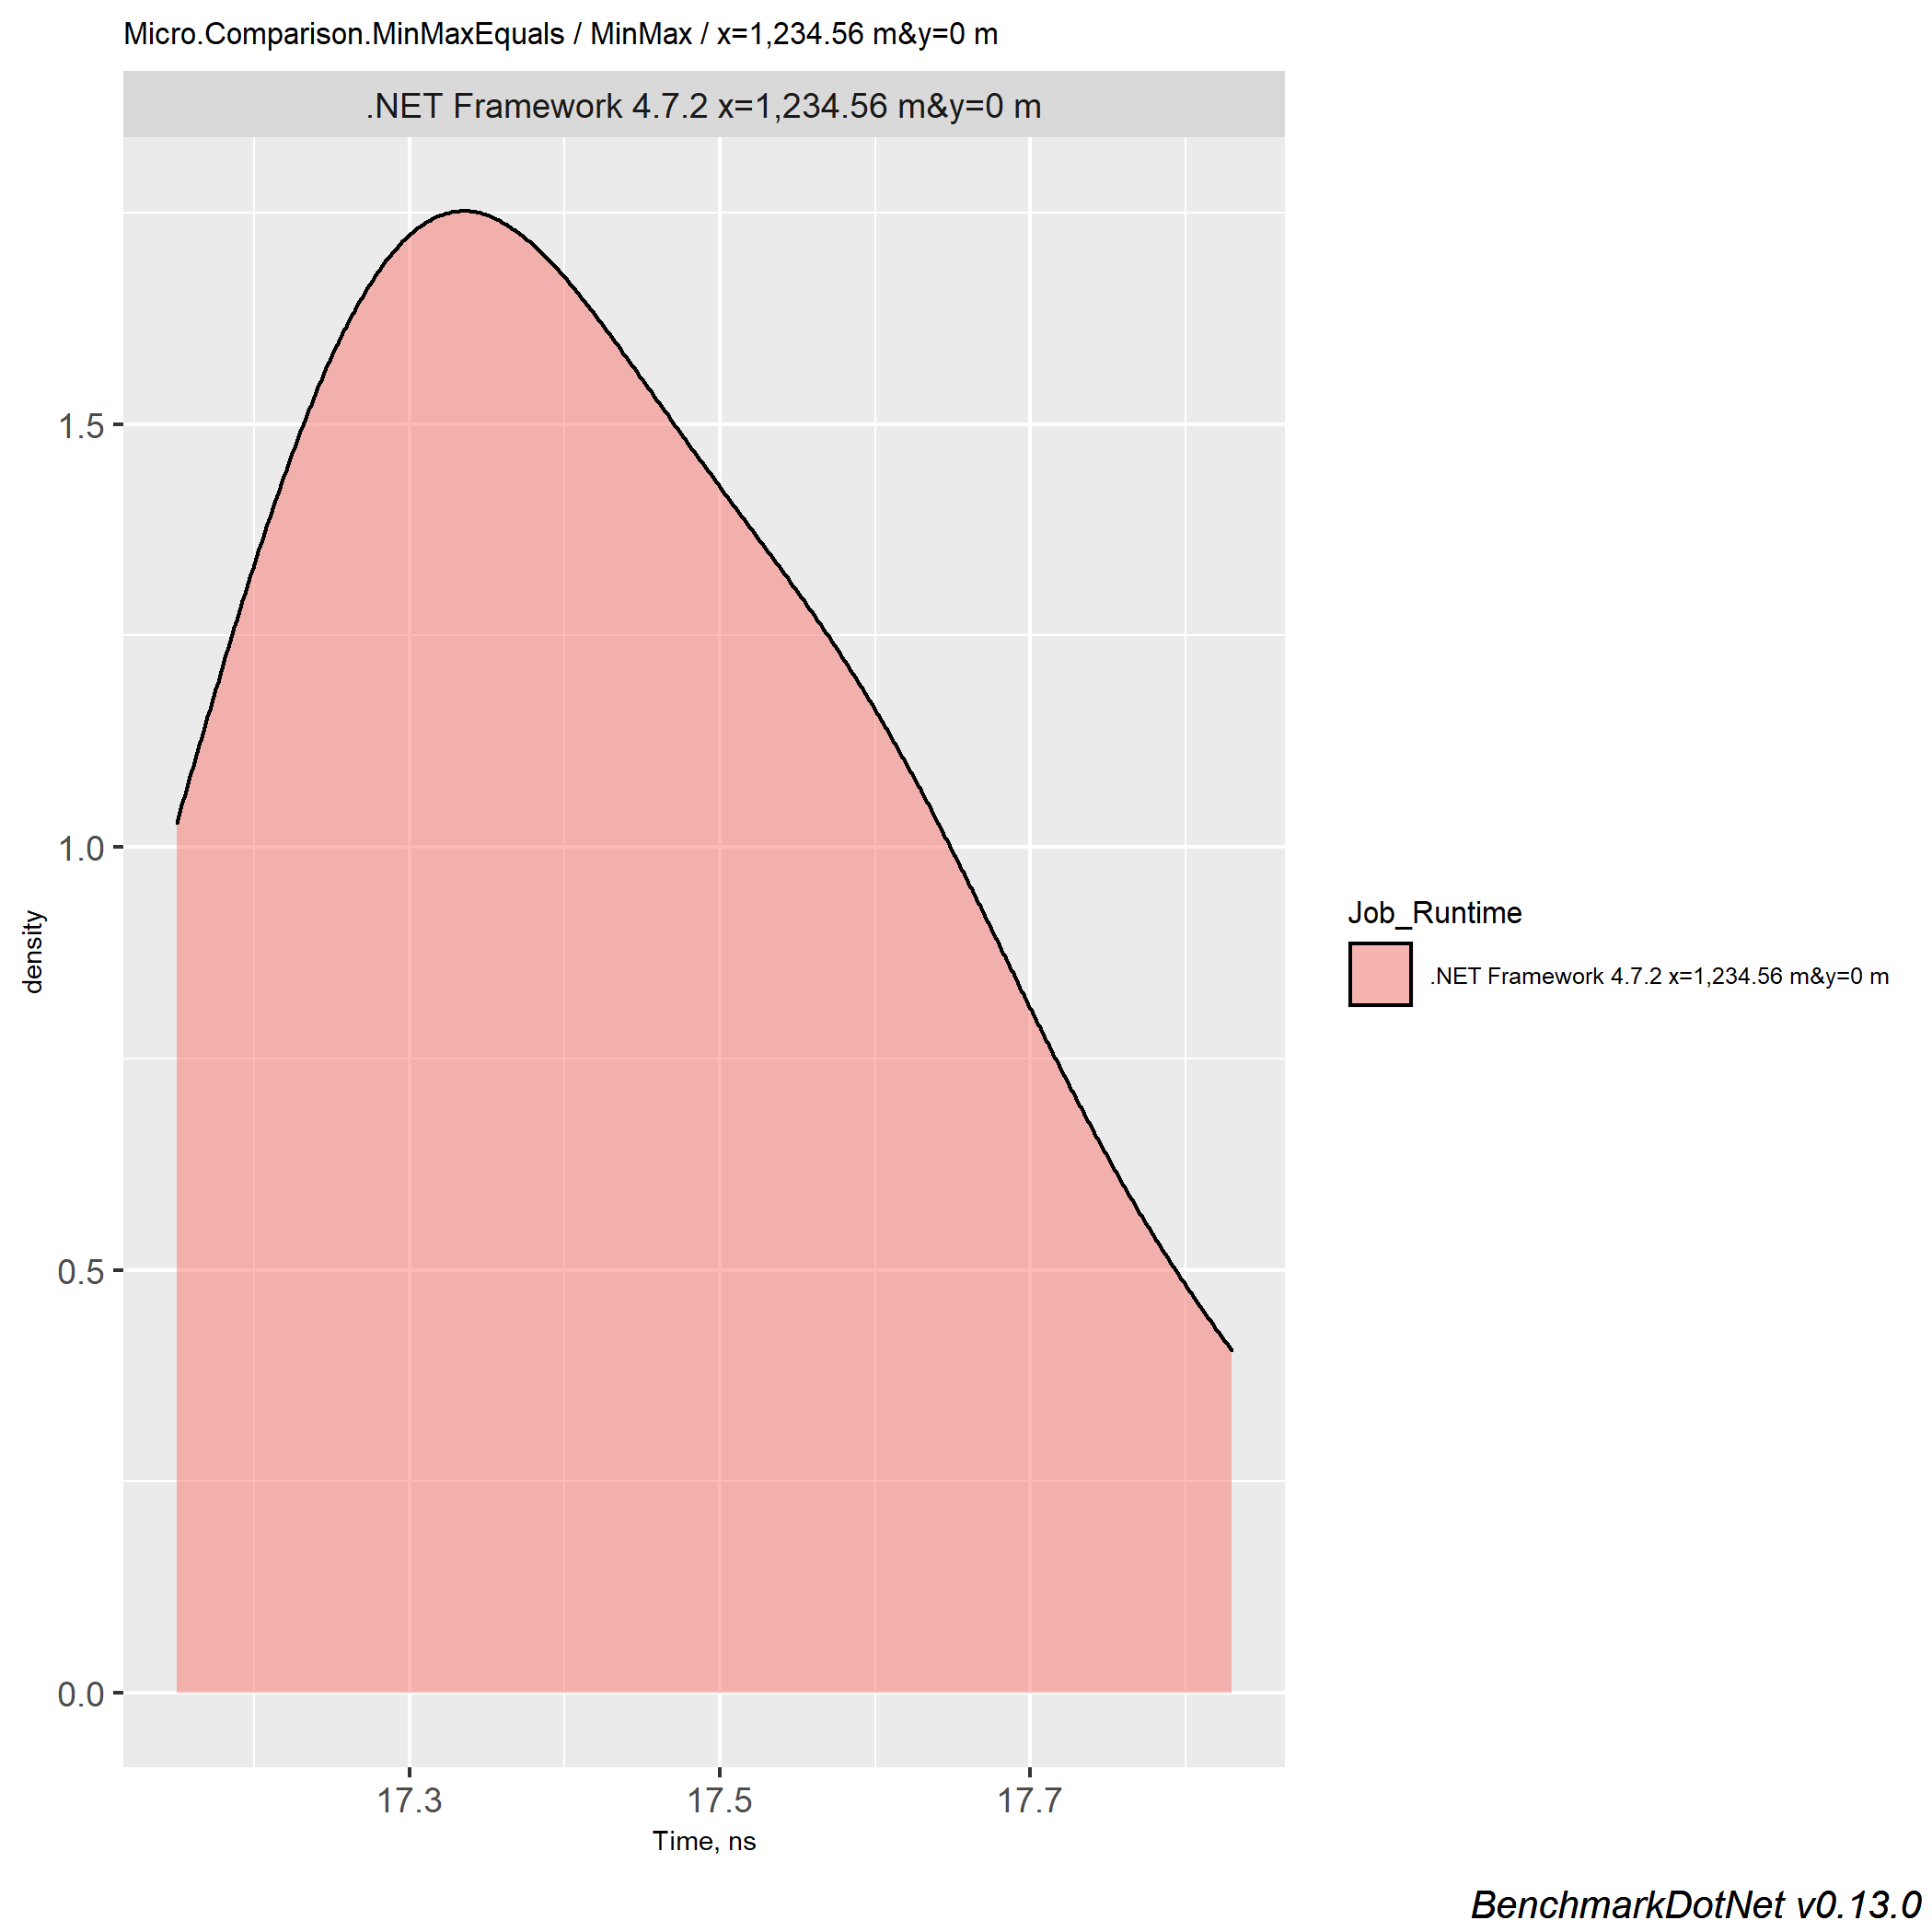 Micro.Comparison.MinMaxEquals / MinMax / x=1,234.56 m&y=0 m
.NET Framework 4.7.2 x=1,234.56 m&y=0 m
1.5
1.0
0.5
0.0
density
17.3 17.5 17.7
Time, ns
Job_Runtime
.NET Framework 4.7.2 x=1,234.56 m&y=0 m
BenchmarkDotNet v0.13.0